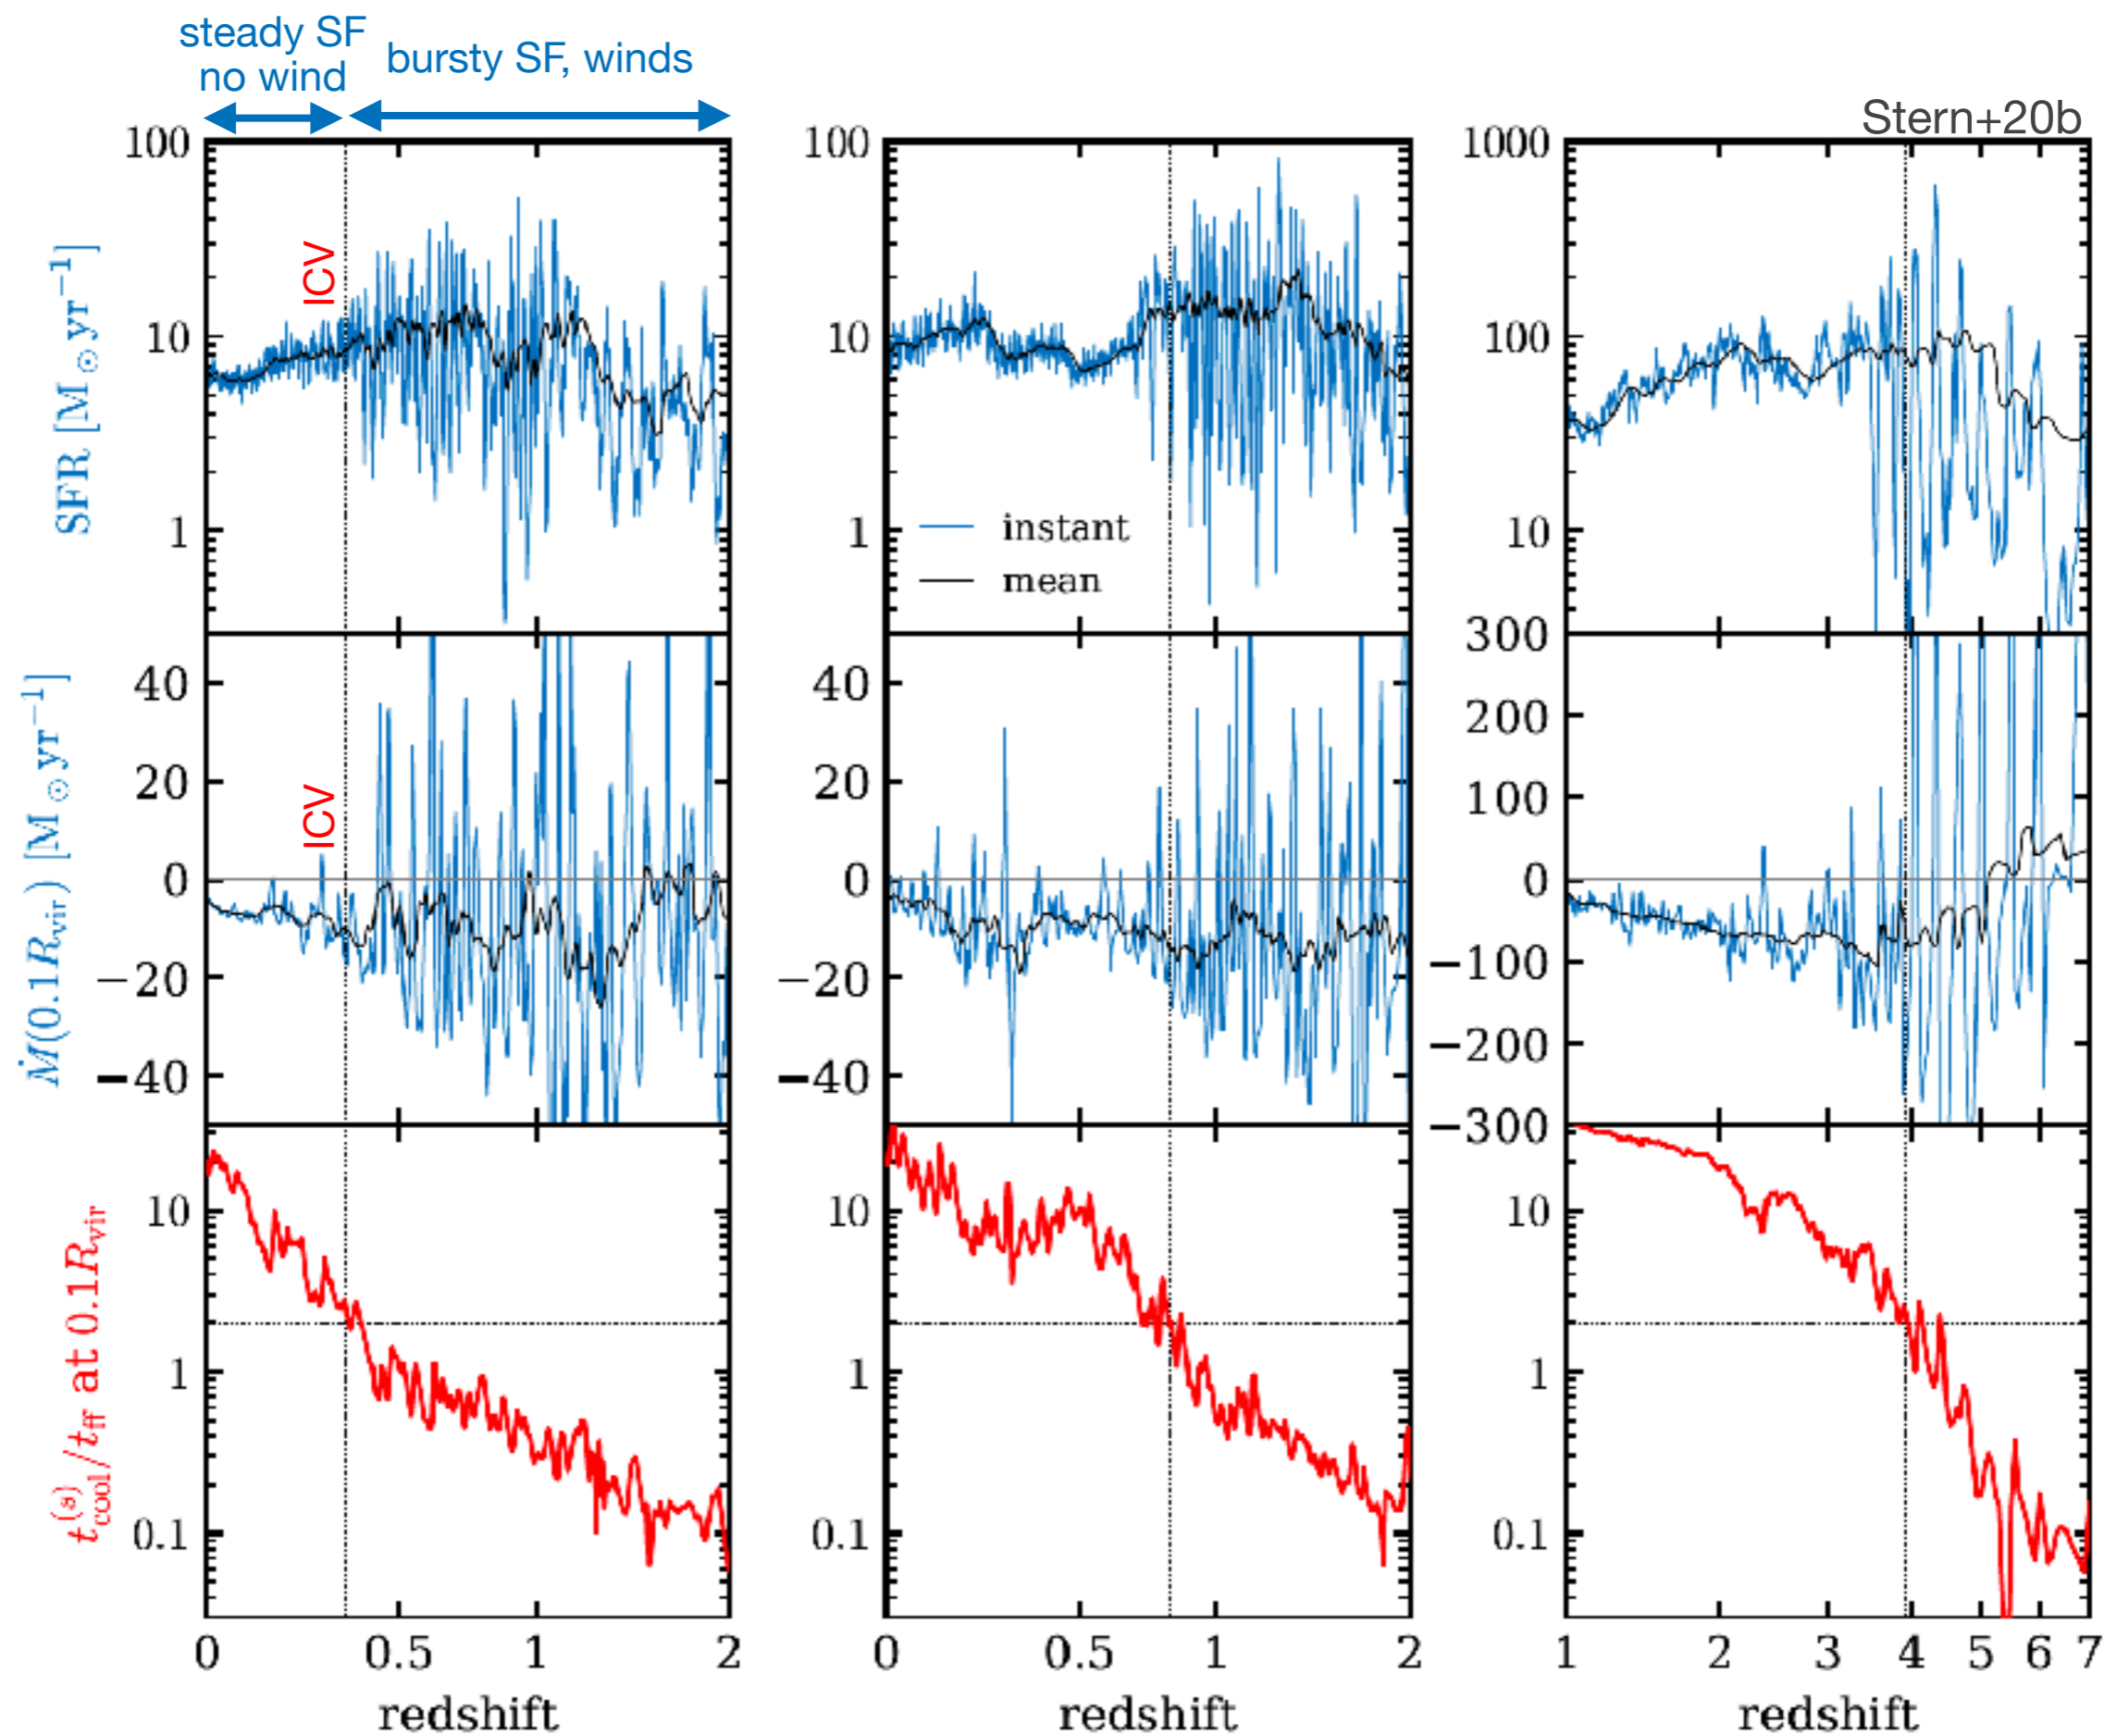 steady SF
no wind
bursty SF, winds
Stern+20b
SFR [M⊙yr⁻¹]
100
10
1
ICV
100
10
1
instant
mean
1000
100
10
Ṁ(0.1Rvir) [M⊙yr⁻¹]
40
20
0
−20
−40
ICV
40
20
0
−20
−40
300
200
100
0
−100
−200
−300
t(s)cool/tff at 0.1Rvir
10
1
0.1
10
1
0.1
10
1
0.1
0 0.5 1 2
0 0.5 1 2
1 2 3 4 5 6 7
redshift
redshift
redshift